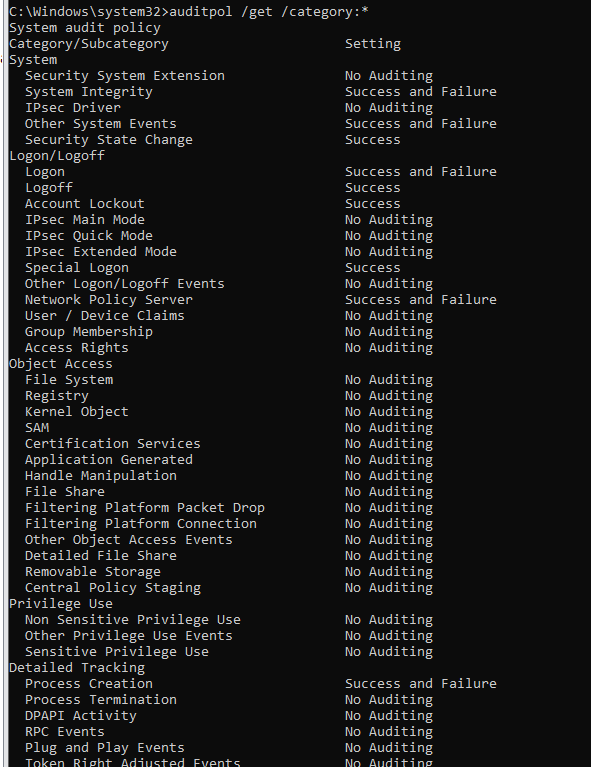 C:\Windows\system32>auditpol /get /category:*
System audit policy
Category/Subcategory                      Setting
System
  Security System Extension               No Auditing
  System Integrity                        Success and Failure
  IPsec Driver                            No Auditing
  Other System Events                     Success and Failure
  Security State Change                   Success
Logon/Logoff
  Logon                                   Success and Failure
  Logoff                                  Success
  Account Lockout                         Success
  IPsec Main Mode                         No Auditing
  IPsec Quick Mode                        No Auditing
  IPsec Extended Mode                     No Auditing
  Special Logon                           Success
  Other Logon/Logoff Events               No Auditing
  Network Policy Server                   Success and Failure
  User / Device Claims                    No Auditing
  Group Membership                        No Auditing
  Access Rights                           No Auditing
Object Access
  File System                             No Auditing
  Registry                                No Auditing
  Kernel Object                           No Auditing
  SAM                                     No Auditing
  Certification Services                  No Auditing
  Application Generated                   No Auditing
  Handle Manipulation                     No Auditing
  File Share                              No Auditing
  Filtering Platform Packet Drop          No Auditing
  Filtering Platform Connection           No Auditing
  Other Object Access Events              No Auditing
  Detailed File Share                     No Auditing
  Removable Storage                       No Auditing
  Central Policy Staging                  No Auditing
Privilege Use
  Non Sensitive Privilege Use             No Auditing
  Other Privilege Use Events              No Auditing
  Sensitive Privilege Use                 No Auditing
Detailed Tracking
  Process Creation                        Success and Failure
  Process Termination                     No Auditing
  DPAPI Activity                          No Auditing
  RPC Events                              No Auditing
  Plug and Play Events                    No Auditing
  Token Right Adjusted Events             No Auditing